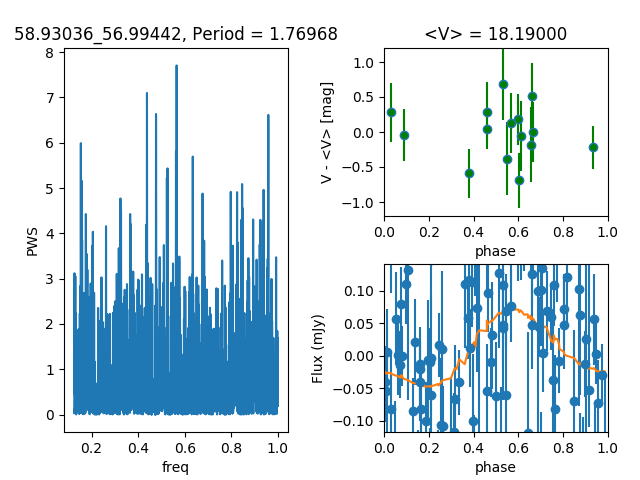 58.93036_56.99442, Period = 1.76968
8
7
6
5
4
3
2
1
0
PWS
0.2 0.4 0.6 0.8 1.0
freq
<V> = 18.19000
1.0
0.5
0.0
−0.5
−1.0
V - <V> [mag]
0.0 0.2 0.4 0.6 0.8 1.0
phase
0.10
0.05
0.00
−0.05
−0.10
Flux (mJy)
0.0 0.2 0.4 0.6 0.8 1.0
phase